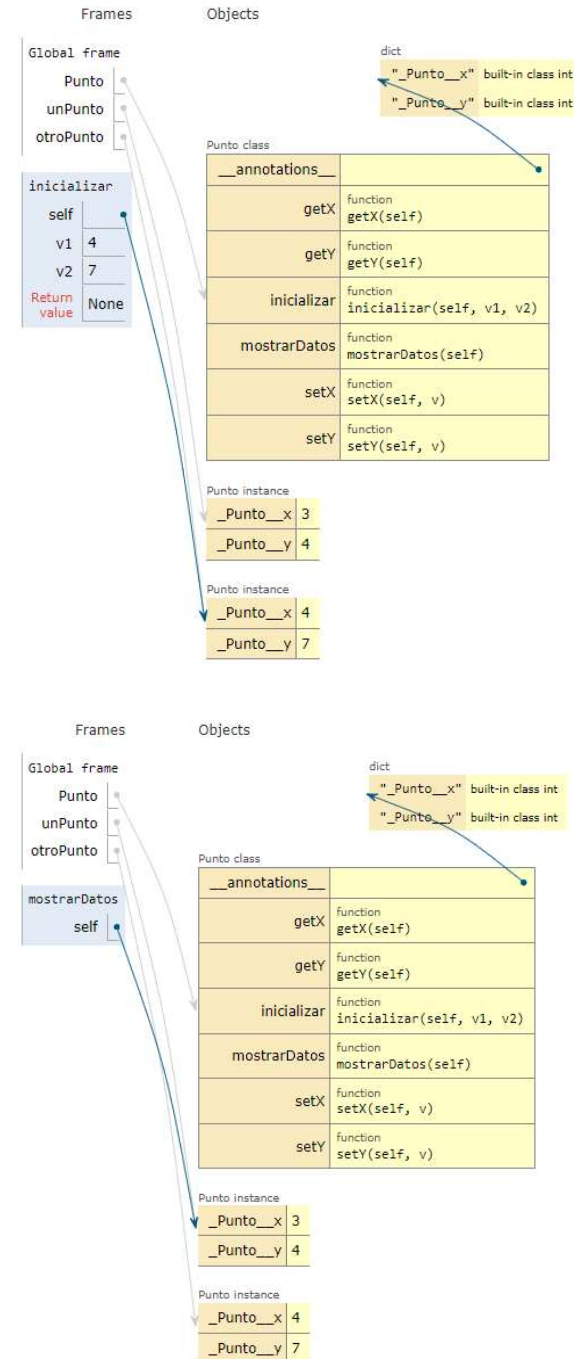 Frames Objects
Global frame
Punto
unPunto
otroPunto
inicializar
self
v1 4
v2 7
Return value None
dict
"_Punto__x" built-in class int
"_Punto__y" built-in class int
Punto class
__annotations__
getX function
getX(self)
getY function
getY(self)
inicializar function
inicializar(self, v1, v2)
mostrarDatos function
mostrarDatos(self)
setX function
setX(self, v)
setY function
setY(self, v)
Punto instance
_Punto__x 3
_Punto__y 4
Punto instance
_Punto__x 4
_Punto__y 7
Frames Objects
Global frame
Punto
unPunto
otroPunto
mostrarDatos
self
dict
"_Punto__x" built-in class int
"_Punto__y" built-in class int
Punto class
__annotations__
getX function
getX(self)
getY function
getY(self)
inicializar function
inicializar(self, v1, v2)
mostrarDatos function
mostrarDatos(self)
setX function
setX(self, v)
setY function
setY(self, v)
Punto instance
_Punto__x 3
_Punto__y 4
Punto instance
_Punto__x 4
_Punto__y 7